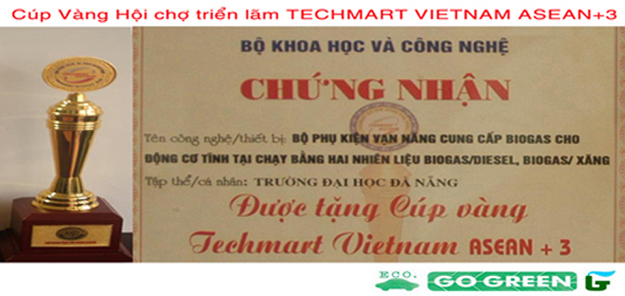 Cúp Vàng Hội chợ triển lãm TECHMART VIETNAM ASEAN+3
BỘ KHOA HỌC VÀ CÔNG NGHỆ
CHỨNG NHẬN
Tên công nghệ/thiết bị: BỘ PHỤ KIỆN VẠN NĂNG CUNG CẤP BIOGAS CHO
ĐỘNG CƠ TĨNH TẠI CHẠY BẰNG HAI NHIÊN LIỆU BIOGAS/DIESEL, BIOGAS/ XĂNG
Tập thể/cá nhân: TRƯỜNG ĐẠI HỌC ĐÀ NẴNG
Được tặng Cúp vàng
Techmart Vietnam ASEAN + 3
ECO.
GO GREEN